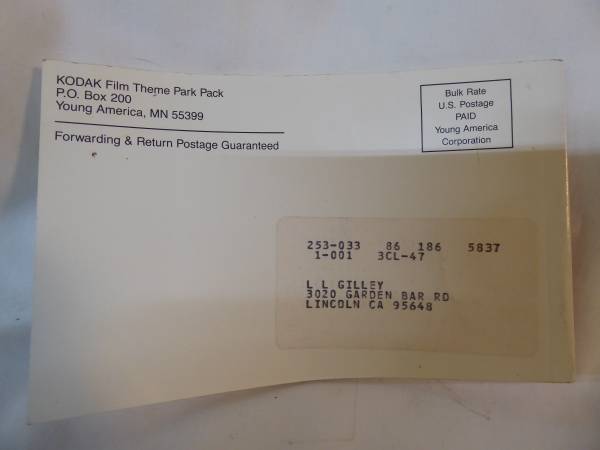 KODAK Film Theme Park Pack
P.O. Box 200
Young America, MN 55399
Forwarding & Return Postage Guaranteed
Bulk Rate
U.S. Postage
PAID
Young America
Corporation
253-033 86 186 5837
1-001 3CL-47
L L GILLEY
3020 GARDEN BAR RD
LINCOLN CA 95648